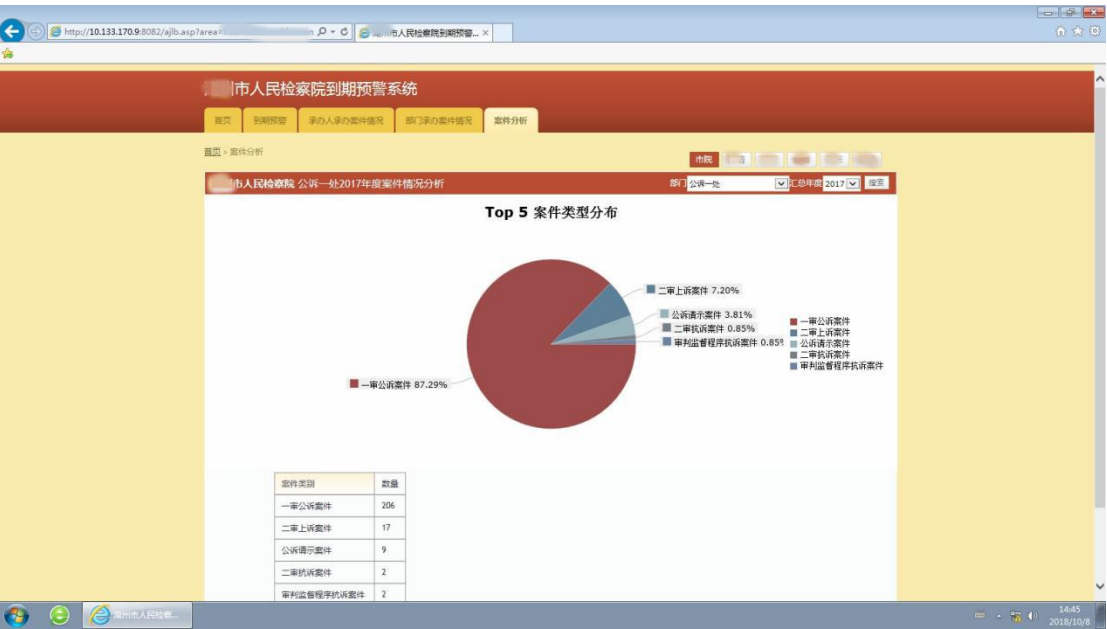 http://10.133.170.9:8082/ajlb.asp?area=
市人民检察院到期预警... ×
市人民检察院到期预警系统
首页 到期预警 承办人承办案件情况 部门承办案件情况 案件分析
首页 > 案件分析
市院
市人民检察院 公诉一处2017年度案件情况分析 部门 公诉一处 汇总年度 2017 搜索
Top 5 案件类型分布
二审上诉案件 7.20%
公诉请示案件 3.81%
二审抗诉案件 0.85%
审判监督程序抗诉案件 0.85%
一审公诉案件 87.29%
一审公诉案件
二审上诉案件
公诉请示案件
二审抗诉案件
审判监督程序抗诉案件
案件类别 数量
一审公诉案件 206
二审上诉案件 17
公诉请示案件 9
二审抗诉案件 2
审判监督程序抗诉案件 2
州市人民检察...
14:45
2018/10/8